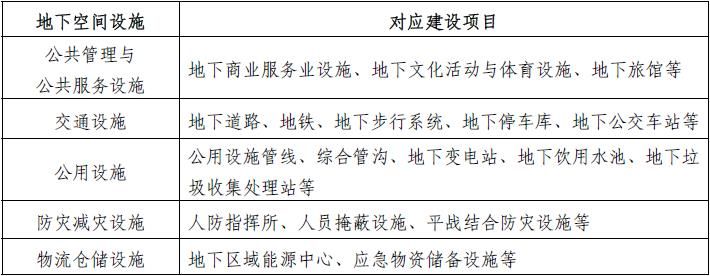 地下空间设施 对应建设项目
公共管理与
公共服务设施
地下商业服务业设施、地下文化活动与体育设施、地下旅馆等
交通设施 地下道路、地铁、地下步行系统、地下停车库、地下公交车站等
公用设施
公用设施管线、综合管沟、地下变电站、地下饮用水池、地下垃
圾收集处理站等
防灾减灾设施 人防指挥所、人员掩蔽设施、平战结合防灾设施等
物流仓储设施 地下区域能源中心、应急物资储备设施等